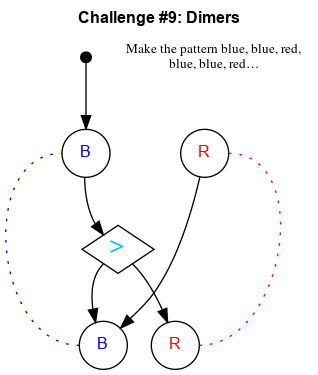 Challenge #9: Dimers
Make the pattern blue, blue, red,
blue, blue, red…
B
R
>
B
R